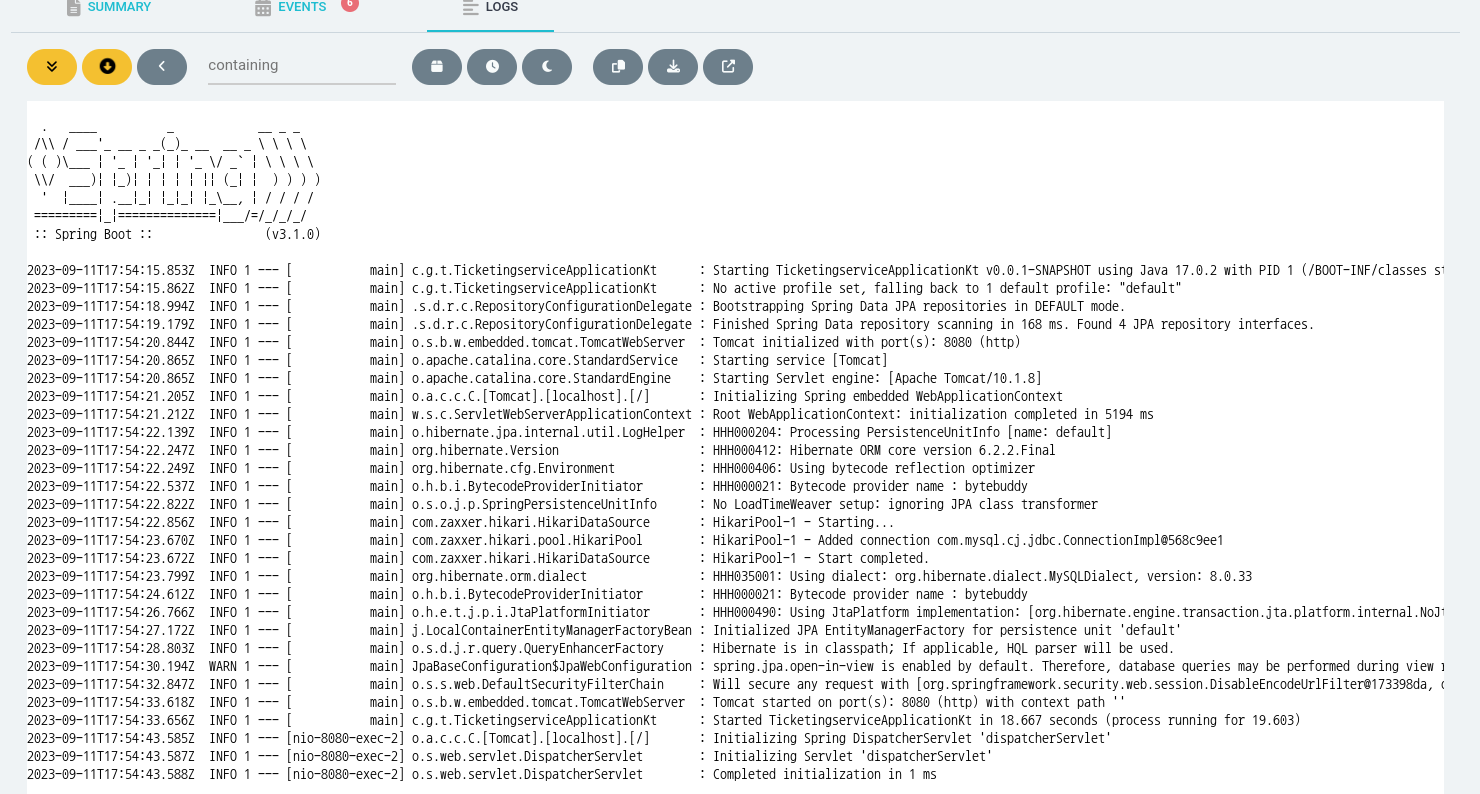 SUMMARY EVENTS 6 LOGS
containing
  .   ____          _            __ _ _
 /\\ / ___'_ __ _ _(_)_ __  __ _ \ \ \ \
( ( )\___ | '_ | '_| | '_ \/ _` | \ \ \ \
 \\/  ___)| |_)| | | | | || (_| |  ) ) ) )
  '  |____| .__|_| |_|_| |_\__, | / / / /
 =========|_|==============|___/=/_/_/_/
 :: Spring Boot ::                (v3.1.0)
2023-09-11T17:54:15.853Z  INFO 1 --- [           main] c.g.t.TicketingserviceApplicationKt      : Starting TicketingserviceApplicationKt v0.0.1-SNAPSHOT using Java 17.0.2 with PID 1 (/BOOT-INF/classes st
2023-09-11T17:54:15.862Z  INFO 1 --- [           main] c.g.t.TicketingserviceApplicationKt      : No active profile set, falling back to 1 default profile: "default"
2023-09-11T17:54:18.994Z  INFO 1 --- [           main] .s.d.r.c.RepositoryConfigurationDelegate : Bootstrapping Spring Data JPA repositories in DEFAULT mode.
2023-09-11T17:54:19.179Z  INFO 1 --- [           main] .s.d.r.c.RepositoryConfigurationDelegate : Finished Spring Data repository scanning in 168 ms. Found 4 JPA repository interfaces.
2023-09-11T17:54:20.844Z  INFO 1 --- [           main] o.s.b.w.embedded.tomcat.TomcatWebServer  : Tomcat initialized with port(s): 8080 (http)
2023-09-11T17:54:20.865Z  INFO 1 --- [           main] o.apache.catalina.core.StandardService   : Starting service [Tomcat]
2023-09-11T17:54:20.865Z  INFO 1 --- [           main] o.apache.catalina.core.StandardEngine    : Starting Servlet engine: [Apache Tomcat/10.1.8]
2023-09-11T17:54:21.205Z  INFO 1 --- [           main] o.a.c.c.C.[Tomcat].[localhost].[/]       : Initializing Spring embedded WebApplicationContext
2023-09-11T17:54:21.212Z  INFO 1 --- [           main] w.s.c.ServletWebServerApplicationContext : Root WebApplicationContext: initialization completed in 5194 ms
2023-09-11T17:54:22.139Z  INFO 1 --- [           main] o.hibernate.jpa.internal.util.LogHelper  : HHH000204: Processing PersistenceUnitInfo [name: default]
2023-09-11T17:54:22.247Z  INFO 1 --- [           main] org.hibernate.Version                    : HHH000412: Hibernate ORM core version 6.2.2.Final
2023-09-11T17:54:22.249Z  INFO 1 --- [           main] org.hibernate.cfg.Environment            : HHH000406: Using bytecode reflection optimizer
2023-09-11T17:54:22.537Z  INFO 1 --- [           main] o.h.b.i.BytecodeProviderInitiator        : HHH000021: Bytecode provider name : bytebuddy
2023-09-11T17:54:22.822Z  INFO 1 --- [           main] o.s.o.j.p.SpringPersistenceUnitInfo      : No LoadTimeWeaver setup: ignoring JPA class transformer
2023-09-11T17:54:22.856Z  INFO 1 --- [           main] com.zaxxer.hikari.HikariDataSource       : HikariPool-1 - Starting...
2023-09-11T17:54:23.670Z  INFO 1 --- [           main] com.zaxxer.hikari.pool.HikariPool        : HikariPool-1 - Added connection com.mysql.cj.jdbc.ConnectionImpl@568c9ee1
2023-09-11T17:54:23.672Z  INFO 1 --- [           main] com.zaxxer.hikari.HikariDataSource       : HikariPool-1 - Start completed.
2023-09-11T17:54:23.799Z  INFO 1 --- [           main] org.hibernate.orm.dialect                : HHH035001: Using dialect: org.hibernate.dialect.MySQLDialect, version: 8.0.33
2023-09-11T17:54:24.612Z  INFO 1 --- [           main] o.h.b.i.BytecodeProviderInitiator        : HHH000021: Bytecode provider name : bytebuddy
2023-09-11T17:54:26.766Z  INFO 1 --- [           main] o.h.e.t.j.p.i.JtaPlatformInitiator       : HHH000490: Using JtaPlatform implementation: [org.hibernate.engine.transaction.jta.platform.internal.NoJt
2023-09-11T17:54:27.172Z  INFO 1 --- [           main] j.LocalContainerEntityManagerFactoryBean : Initialized JPA EntityManagerFactory for persistence unit 'default'
2023-09-11T17:54:28.803Z  INFO 1 --- [           main] o.s.d.j.r.query.QueryEnhancerFactory     : Hibernate is in classpath; If applicable, HQL parser will be used.
2023-09-11T17:54:30.194Z  WARN 1 --- [           main] JpaBaseConfiguration$JpaWebConfiguration : spring.jpa.open-in-view is enabled by default. Therefore, database queries may be performed during view r
2023-09-11T17:54:32.847Z  INFO 1 --- [           main] o.s.s.web.DefaultSecurityFilterChain     : Will secure any request with [org.springframework.security.web.session.DisableEncodeUrlFilter@173398da, o
2023-09-11T17:54:33.618Z  INFO 1 --- [           main] o.s.b.w.embedded.tomcat.TomcatWebServer  : Tomcat started on port(s): 8080 (http) with context path ''
2023-09-11T17:54:33.656Z  INFO 1 --- [           main] c.g.t.TicketingserviceApplicationKt      : Started TicketingserviceApplicationKt in 18.667 seconds (process running for 19.603)
2023-09-11T17:54:43.585Z  INFO 1 --- [nio-8080-exec-2] o.a.c.c.C.[Tomcat].[localhost].[/]       : Initializing Spring DispatcherServlet 'dispatcherServlet'
2023-09-11T17:54:43.587Z  INFO 1 --- [nio-8080-exec-2] o.s.web.servlet.DispatcherServlet        : Initializing Servlet 'dispatcherServlet'
2023-09-11T17:54:43.588Z  INFO 1 --- [nio-8080-exec-2] o.s.web.servlet.DispatcherServlet        : Completed initialization in 1 ms